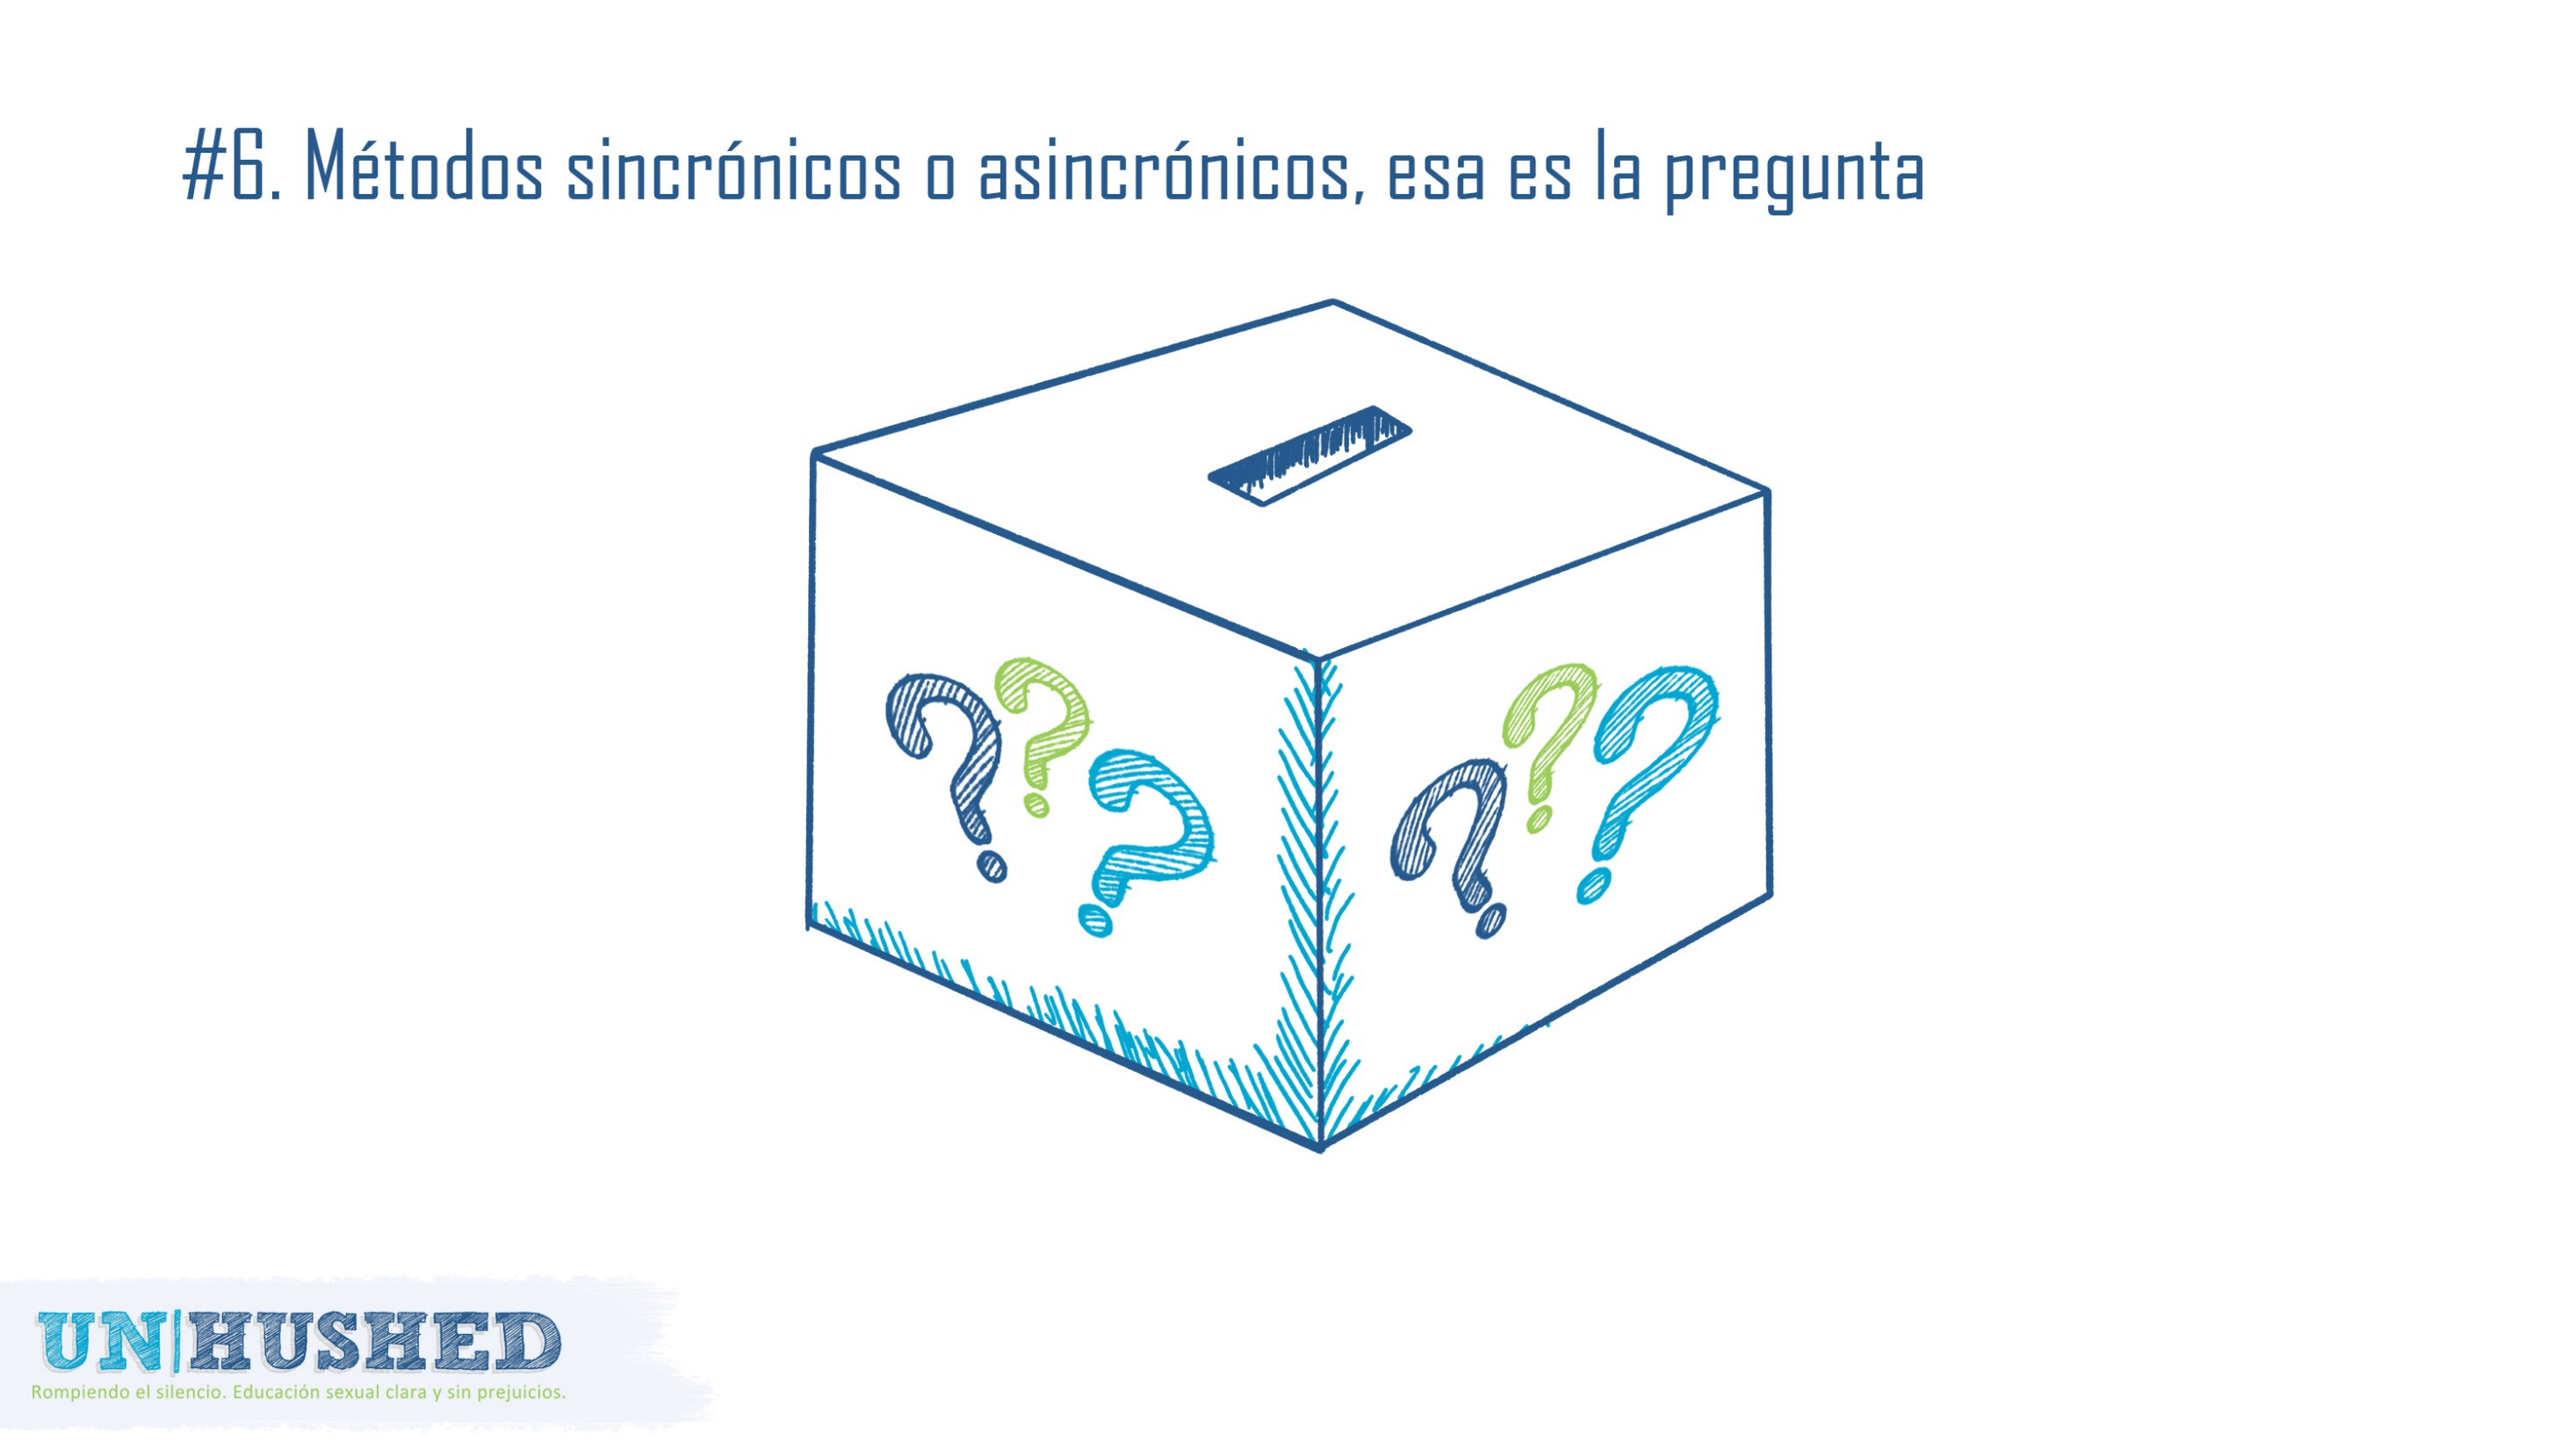 #6. Métodos sincrónicos o asincrónicos, esa es la pregunta
UN|HUSHED
Rompiendo el silencio. Educación sexual clara y sin prejuicios.